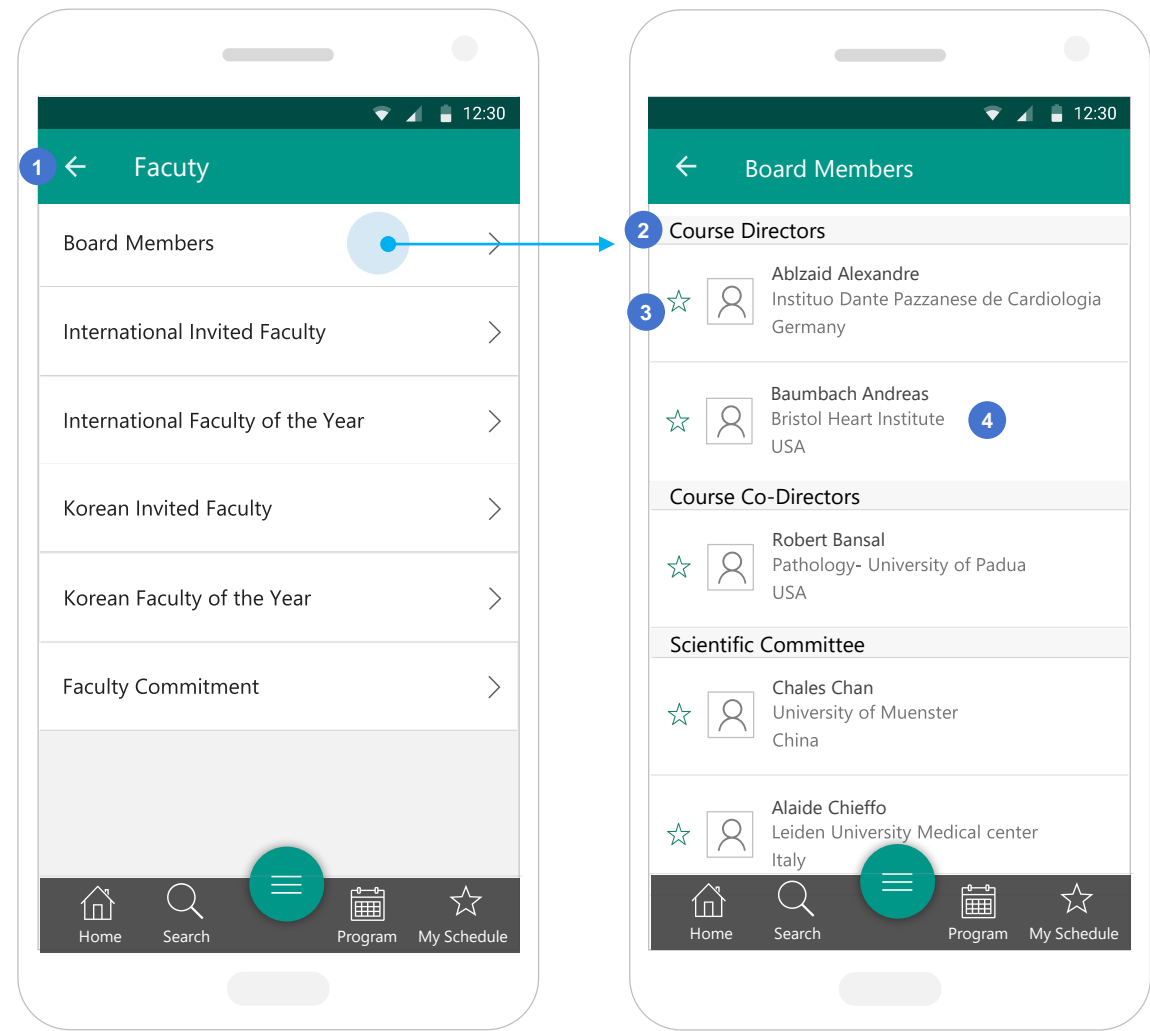 12:30
1
Facuty
Board Members
International Invited Faculty
International Faculty of the Year
Korean Invited Faculty
Korean Faculty of the Year
Faculty Commitment
Home
Search
Program
My Schedule
12:30
Board Members
2
Course Directors
3
Ablzaid Alexandre
Instituo Dante Pazzanese de Cardiologia
Germany
Baumbach Andreas
Bristol Heart Institute
4
USA
Course Co-Directors
Robert Bansal
Pathology- University of Padua
USA
Scientific Committee
Chales Chan
University of Muenster
China
Alaide Chieffo
Leiden University Medical center
Italy
Home
Search
Program
My Schedule